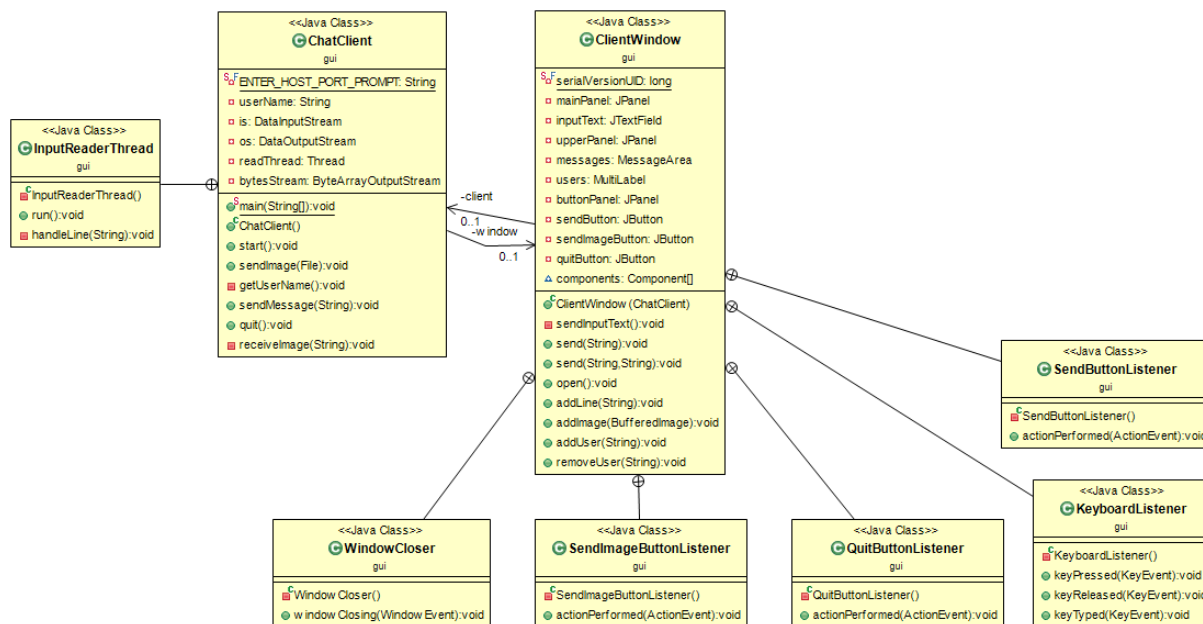 <<Java Class>>
InputReaderThread
gui
InputReaderThread()
run():void
handleLine(String):void
<<Java Class>>
ChatClient
gui
ENTER_HOST_PORT_PROMPT: String
userName: String
is: DataInputStream
os: DataOutputStream
readThread: Thread
bytesStream: ByteArrayOutputStream
main(String[]):void
ChatClient()
start():void
sendImage(File):void
getUserName():void
sendMessage(String):void
quit():void
receiveImage(String):void
-client
0..1
-window
0..1
<<Java Class>>
ClientWindow
gui
serialVersionUID: long
mainPanel: JPanel
inputText: JTextField
upperPanel: JPanel
messages: MessageArea
users: MultiLabel
buttonPanel: JPanel
sendButton: JButton
sendImageButton: JButton
quitButton: JButton
components: Component[]
ClientWindow(ChatClient)
sendInputText():void
send(String):void
send(String,String):void
open():void
addLine(String):void
addImage(BufferedImage):void
addUser(String):void
removeUser(String):void
<<Java Class>>
SendButtonListener
gui
SendButtonListener()
actionPerformed(ActionEvent):void
<<Java Class>>
KeyboardListener
gui
KeyboardListener()
keyPressed(KeyEvent):void
keyReleased(KeyEvent):void
keyTyped(KeyEvent):void
<<Java Class>>
WindowCloser
gui
WindowCloser()
windowClosing(WindowEvent):void
<<Java Class>>
SendImageButtonListener
gui
SendImageButtonListener()
actionPerformed(ActionEvent):void
<<Java Class>>
QuitButtonListener
gui
QuitButtonListener()
actionPerformed(ActionEvent):void